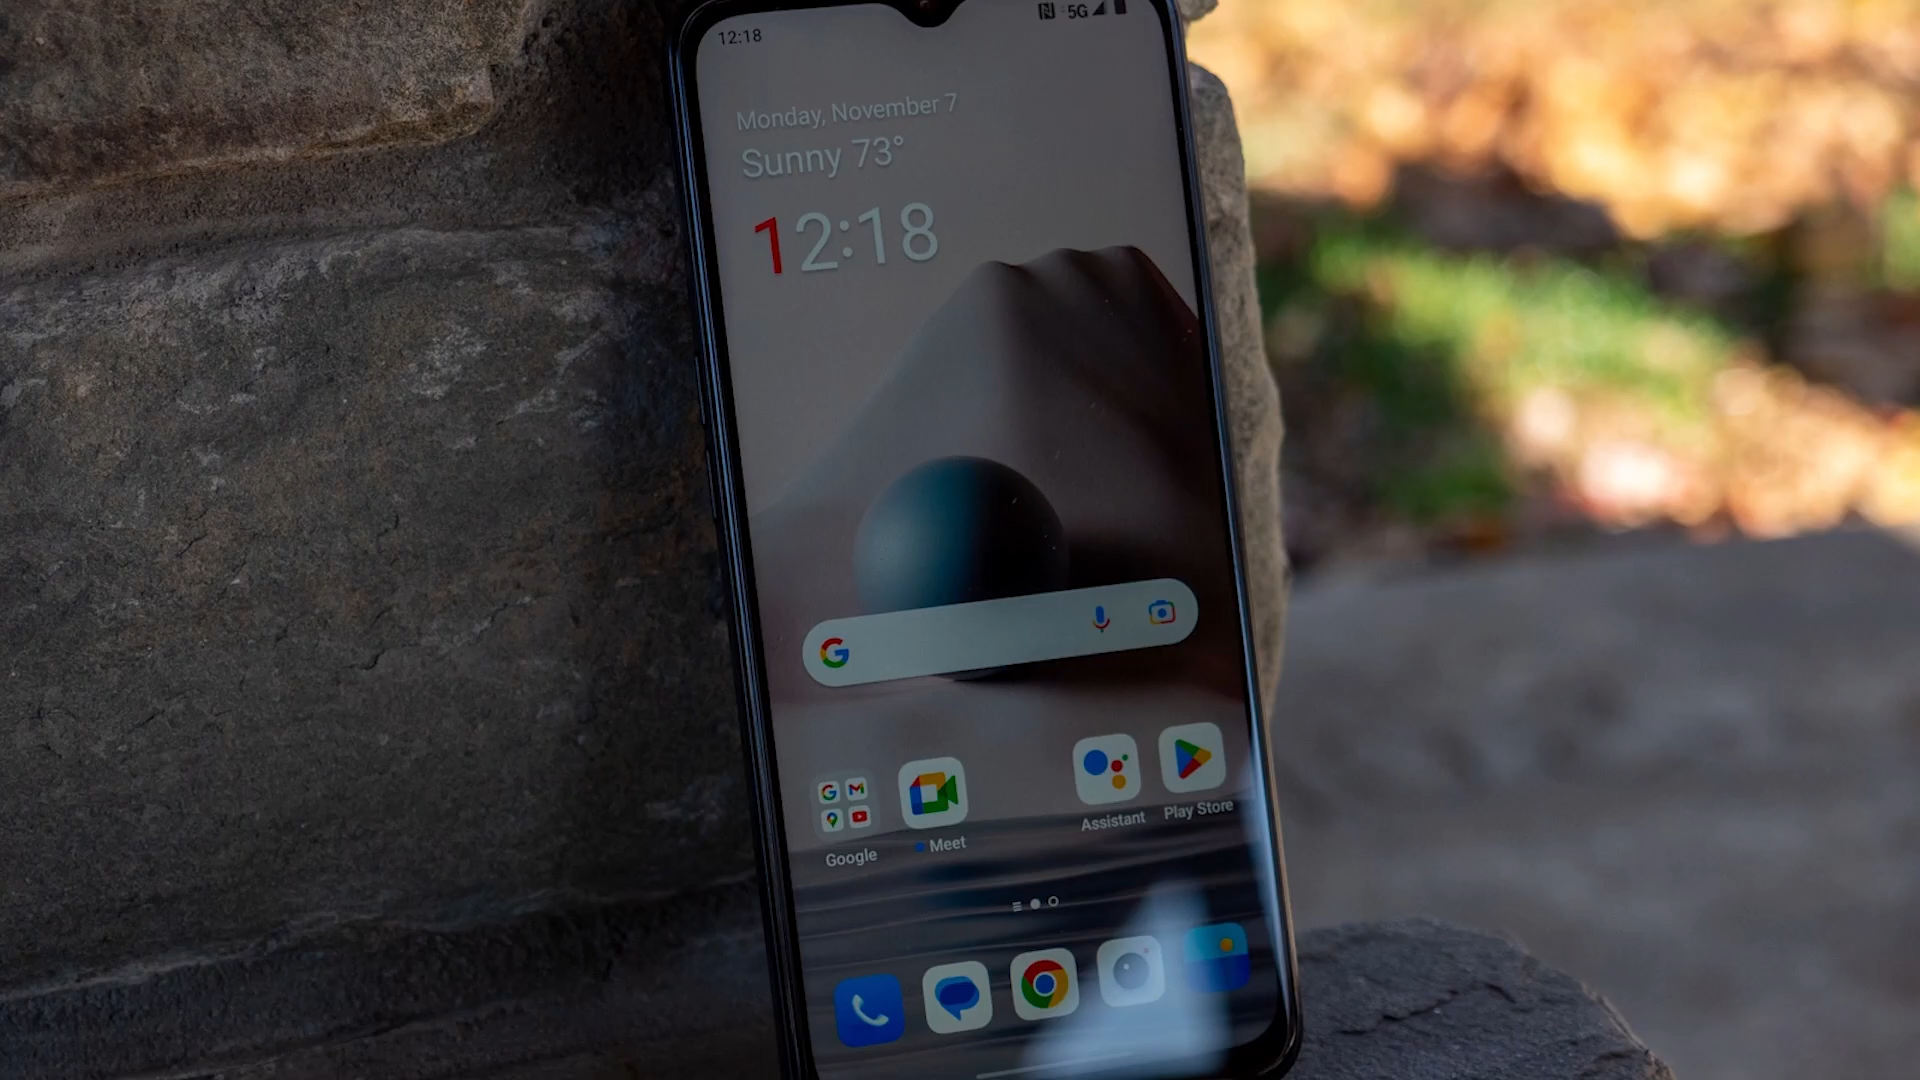 12:18
5G
Monday, November 7
Sunny 73°
12:18
Google
Meet
Assistant
Play Store